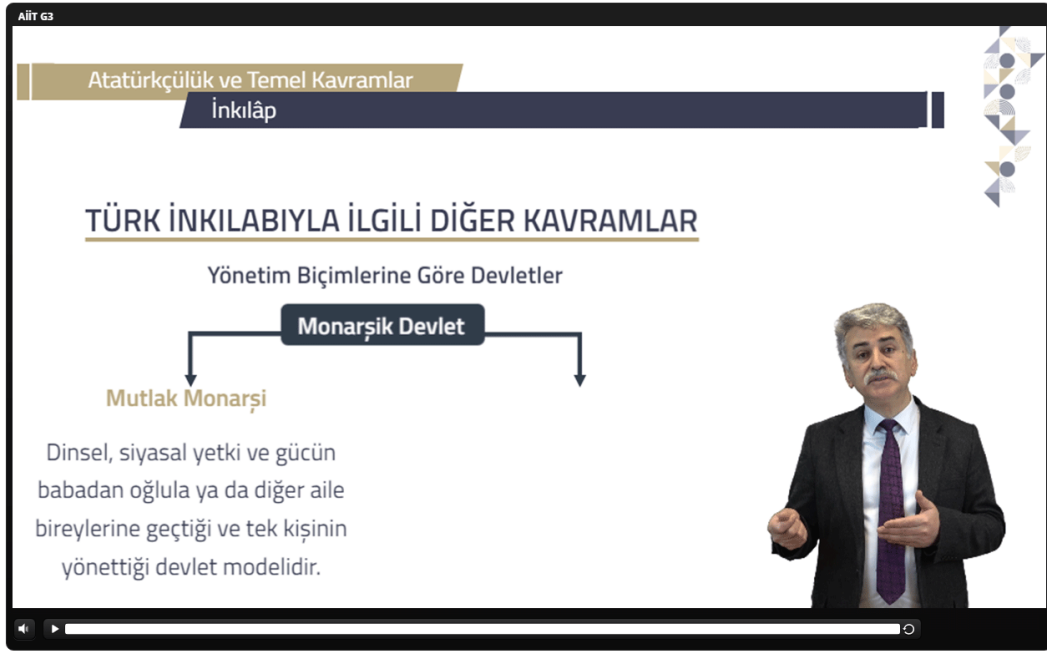 AİİT G3
Atatürkçülük ve Temel Kavramlar
İnkılâp
TÜRK İNKILABIYLA İLGİLİ DİĞER KAVRAMLAR
Yönetim Biçimlerine Göre Devletler
Monarşik Devlet
Mutlak Monarşi
Dinsel, siyasal yetki ve gücün
babadan oğlula ya da diğer aile
bireylerine geçtiği ve tek kişinin
yönettiği devlet modelidir.